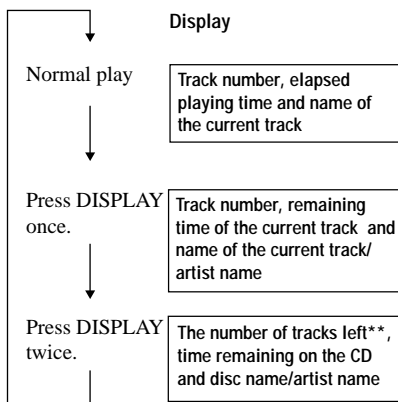 Display
Normal play
Track number, elapsed
playing time and name of
the current track
Press DISPLAY
once.
Track number, remaining
time of the current track and
name of the current track/
artist name
Press DISPLAY
twice.
The number of tracks left**,
time remaining on the CD
and disc name/artist name